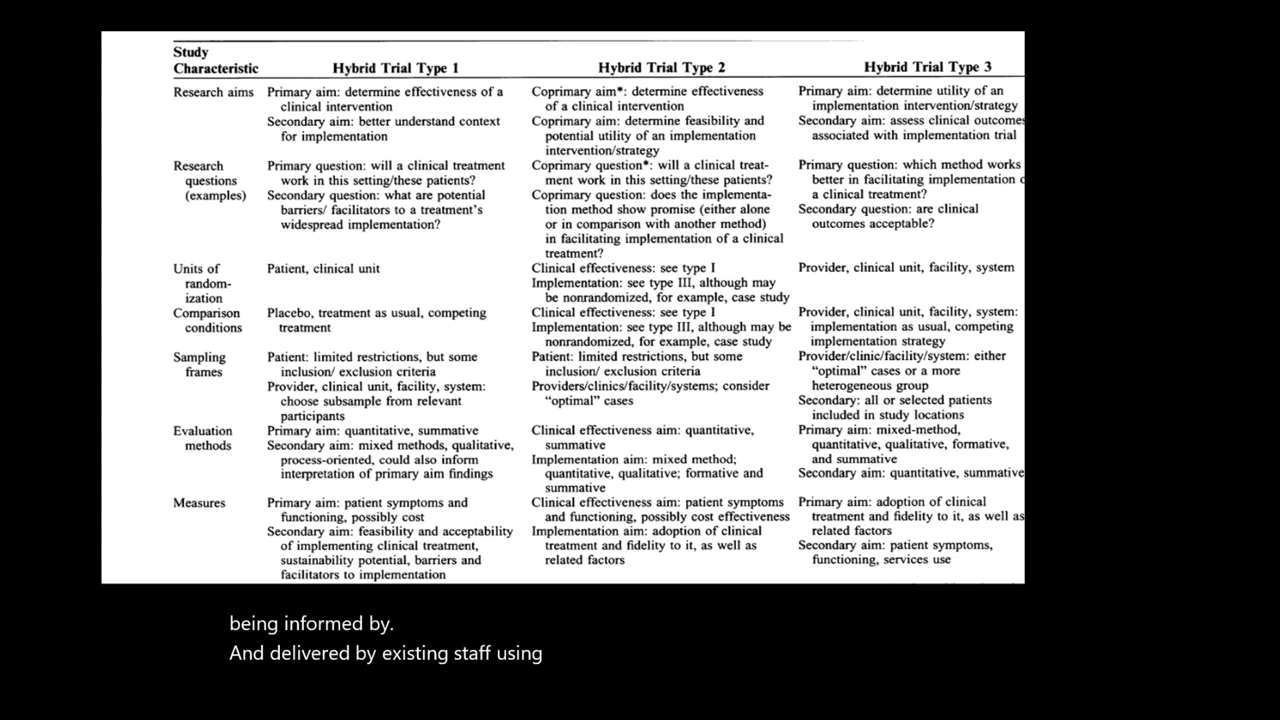 Study
Characteristic
Hybrid Trial Type 1
Hybrid Trial Type 2
Hybrid Trial Type 3
Research aims
Primary aim: determine effectiveness of a
clinical intervention
Secondary aim: better understand context
for implementation
Coprimary aim*: determine effectiveness
of a clinical intervention
Coprimary aim: determine feasibility and
potential utility of an implementation
intervention/strategy
Primary aim: determine utility of an
implementation intervention/strategy
Secondary aim: assess clinical outcomes
associated with implementation trial
Research
questions
(examples)
Primary question: will a clinical treatment
work in this setting/these patients?
Secondary question: what are potential
barriers/ facilitators to a treatment's
widespread implementation?
Coprimary question*: will a clinical treat-
ment work in this setting/these patients?
Coprimary question: does the implementa-
tion method show promise (either alone
or in comparison with another method)
in facilitating implementation of a clinical
treatment?
Primary question: which method works
better in facilitating implementation
a clinical treatment?
Secondary question: are clinical
outcomes acceptable?
Units of
random-
ization
Patient, clinical unit
Clinical effectiveness: see type I
Implementation: see type III, although may
be nonrandomized, for example, case study
Provider, clinical unit, facility, system
Comparison
conditions
Placebo, treatment as usual, competing
treatment
Clinical effectiveness: see type I
Implementation: see type III, although may be
nonrandomized, for example, case study
Provider, clinical unit, facility, system:
implementation as usual, competing
implementation strategy
Sampling
frames
Patient: limited restrictions, but some
inclusion/ exclusion criteria
Provider, clinical unit, facility, system:
choose subsample from relevant
participants
Patient: limited restrictions, but some
inclusion/ exclusion criteria
Providers/clinics/facility/systems; consider
"optimal" cases
Provider/clinic/facility/system: either
"optimal" cases or a more
heterogeneous group
Secondary: all or selected patients
included in study locations
Evaluation
methods
Primary aim: quantitative, summative
Secondary aim: mixed methods, qualitative,
process-oriented, could also inform
interpretation of primary aim findings
Clinical effectiveness aim: quantitative,
summative
Implementation aim: mixed method;
quantitative, qualitative; formative and
summative
Primary aim: mixed-method,
quantitative, qualitative, formative,
and summative
Secondary aim: quantitative, summative
Measures
Primary aim: patient symptoms and
functioning, possibly cost
Secondary aim: feasibility and acceptability
of implementing clinical treatment,
sustainability potential, barriers and
facilitators to implementation
Clinical effectiveness aim: patient symptoms
and functioning, possibly cost effectiveness
Implementation aim: adoption of clinical
treatment and fidelity to it, as well as
related factors
Primary aim: adoption of clinical
treatment and fidelity to it, as well as
related factors
Secondary aim: patient symptoms,
functioning, services use
being informed by.
And delivered by existing staff using